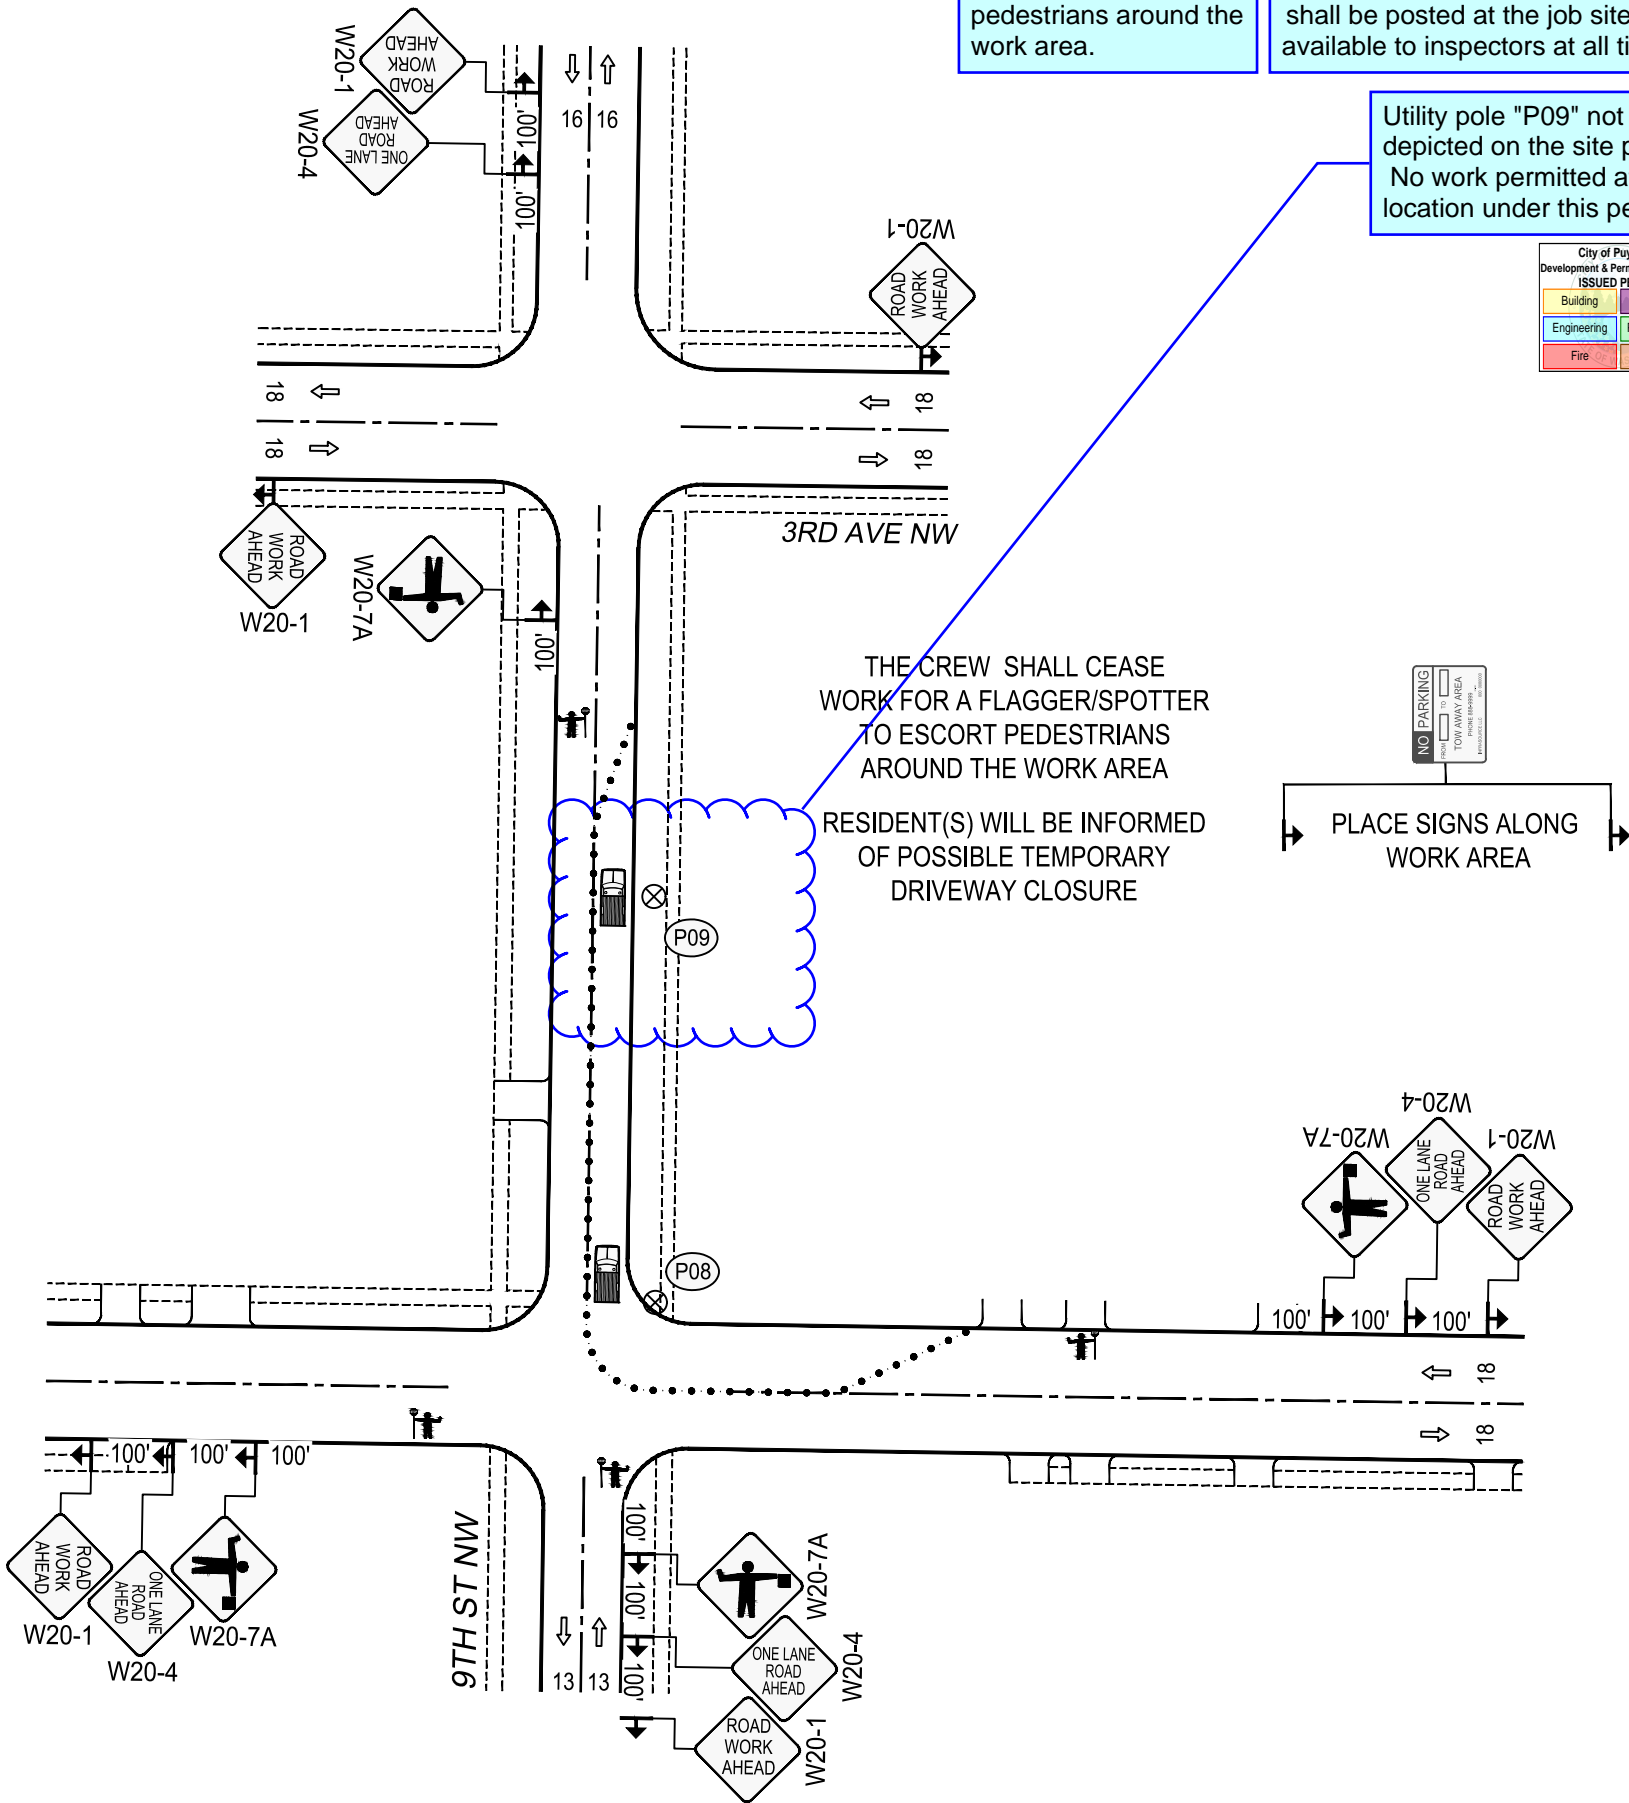 pedestrians around the
work area.
shall be posted at the job site
available to inspectors at all
Utility pole "P09" not
depicted on the site
No work permitted
location under this
City of
Development &
ISSUED
Building
Engineering
Fire
W20-1
ROAD
WORK
AHEAD
W20-4
ONE LANE
ROAD
AHEAD
100'
100'
16
16
W20-1
ROAD
WORK
AHEAD
18
18
18
18
3RD AVE NW
ROAD
WORK
AHEAD
W20-1
W20-7A
100'
THE CREW SHALL CEASE
WORK FOR A FLAGGER/SPOTTER
TO ESCORT PEDESTRIANS
AROUND THE WORK AREA
RESIDENT(S) WILL BE INFORMED
OF POSSIBLE TEMPORARY
DRIVEWAY CLOSURE
NO PARKING
FROM
TO
TOW AWAY AREA
PLACE SIGNS ALONG
WORK AREA
P09
P08
W20-7A
W20-4
ONE LANE
ROAD
AHEAD
W20-1
ROAD
WORK
AHEAD
100'
100'
100'
18
18
100'
100'
100'
ROAD
WORK
AHEAD
W20-1
ONE LANE
ROAD
AHEAD
W20-4
W20-7A
9TH ST NW
13
13
100'
100'
100'
W20-7A
ONE LANE
ROAD
AHEAD
W20-4
ROAD
WORK
AHEAD
W20-1